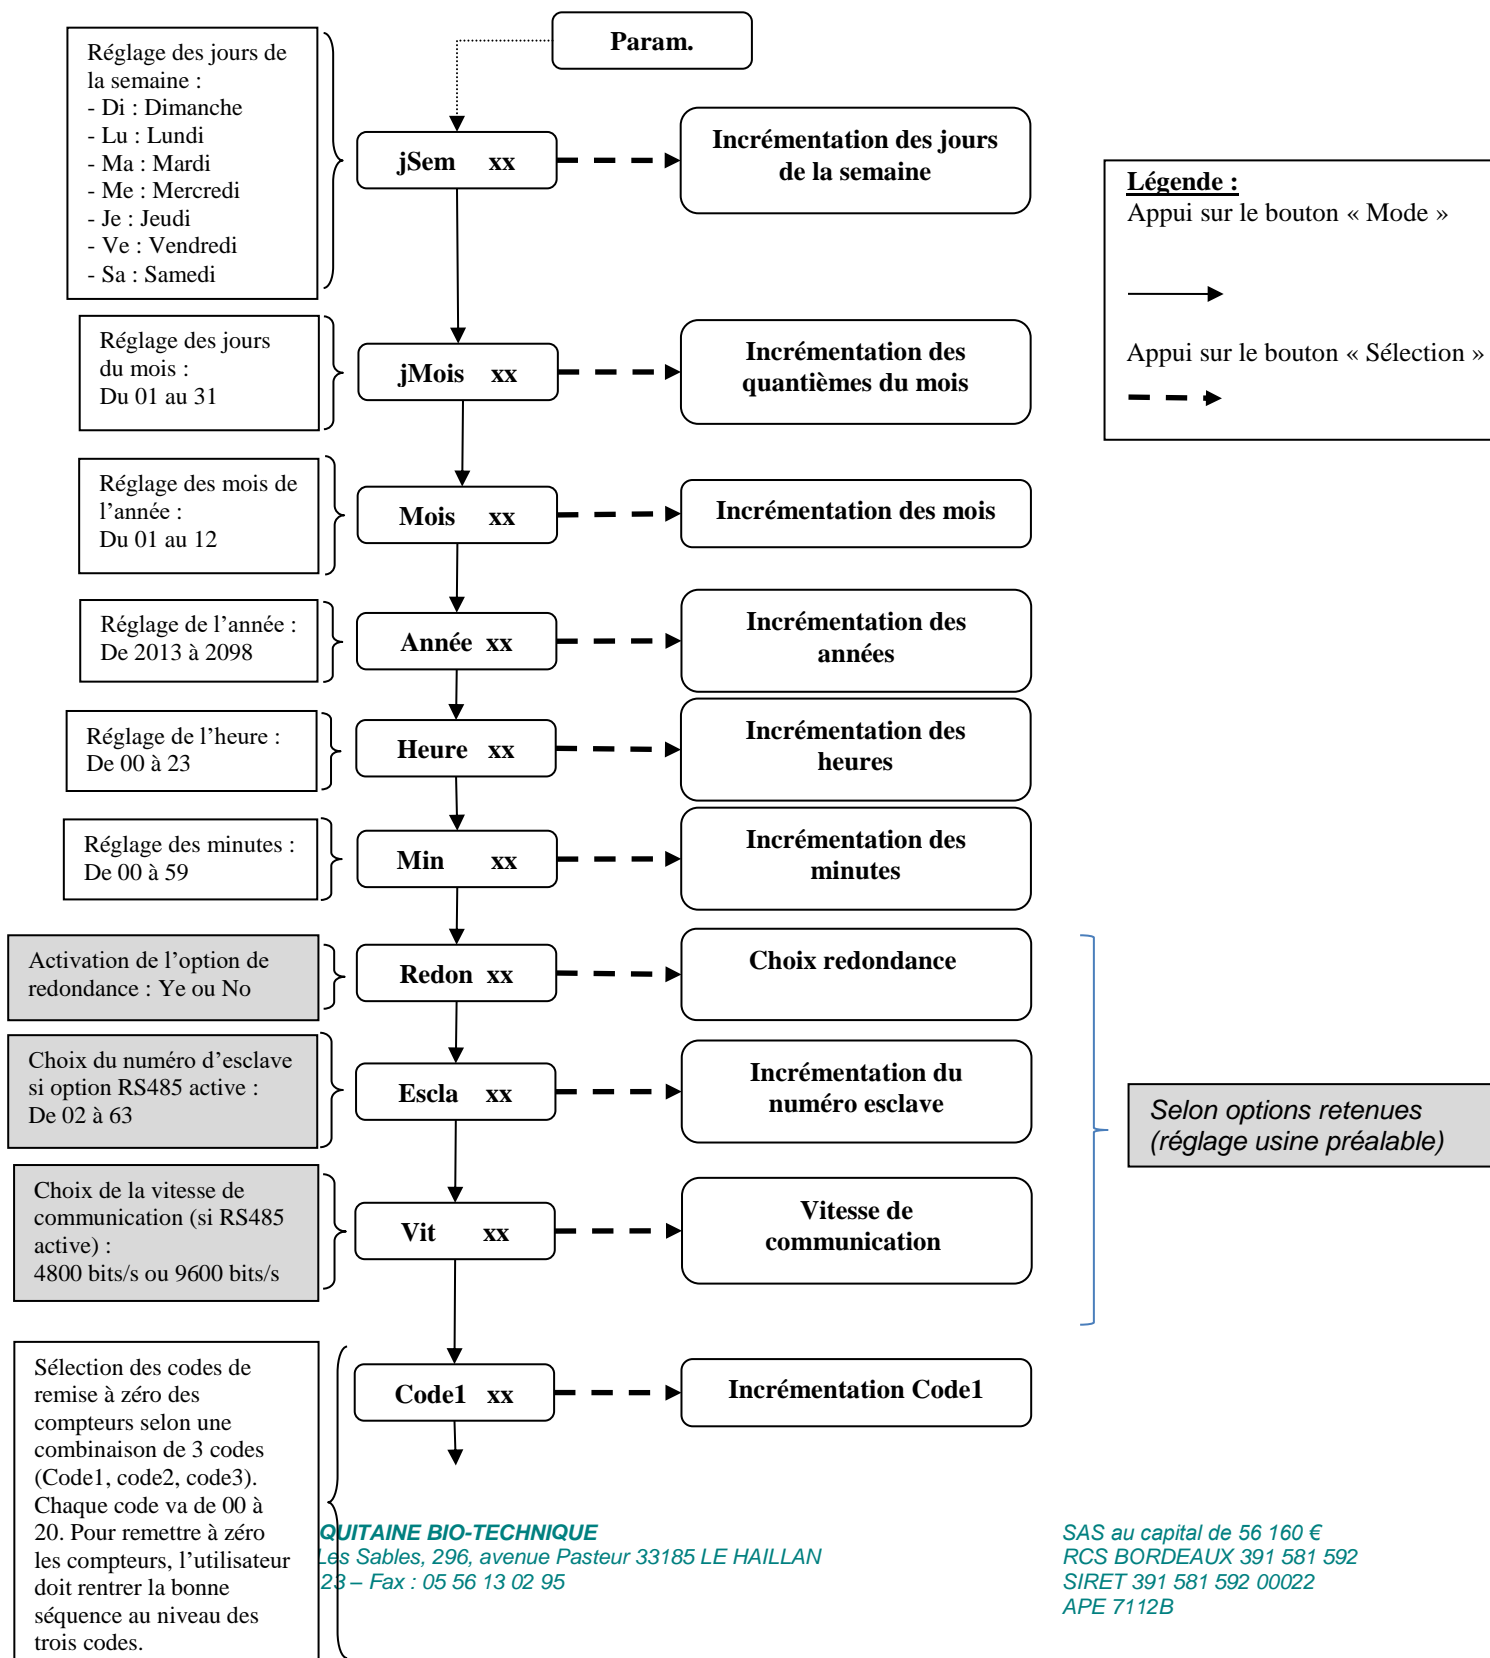 Param.
Réglage des jours de
la semaine :
- Di : Dimanche
- Lu : Lundi
- Ma : Mardi
- Me : Mercredi
- Je : Jeudi
- Ve : Vendredi
- Sa : Samedi
jSem xx
Incrémentation des jours
de la semaine
Légende :
Appui sur le bouton « Mode »
Appui sur le bouton « Sélection »
Réglage des jours
du mois :
Du 01 au 31
jMois xx
Incrémentation des
quantièmes du mois
Réglage des mois de
l’année :
Du 01 au 12
Mois xx
Incrémentation des mois
Réglage de l’année :
De 2013 à 2098
Année xx
Incrémentation des
années
Réglage de l’heure :
De 00 à 23
Heure xx
Incrémentation des
heures
Réglage des minutes :
De 00 à 59
Min xx
Incrémentation des
minutes
Activation de l’option de
redondance : Ye ou No
Redon xx
Choix redondance
Choix du numéro d’esclave
si option RS485 active :
De 02 à 63
Escla xx
Incrémentation du
numéro esclave
Selon options retenues
(réglage usine préalable)
Choix de la vitesse de
communication (si RS485
active) :
4800 bits/s ou 9600 bits/s
Vit xx
Vitesse de
communication
Sélection des codes de
remise à zéro des
compteurs selon une
combinaison de 3 codes
(Code1, code2, code3).
Chaque code va de 00 à
20. Pour remettre à zéro
les compteurs, l’utilisateur
doit rentrer la bonne
séquence au niveau des
trois codes.
Code1 xx
Incrémentation Code1
QUITAINE BIO-TECHNIQUE
Les Sables, 296, avenue Pasteur 33185 LE HAILLAN
23 – Fax : 05 56 13 02 95
SAS au capital de 56 160 €
RCS BORDEAUX 391 581 592
SIRET 391 581 592 00022
APE 7112B